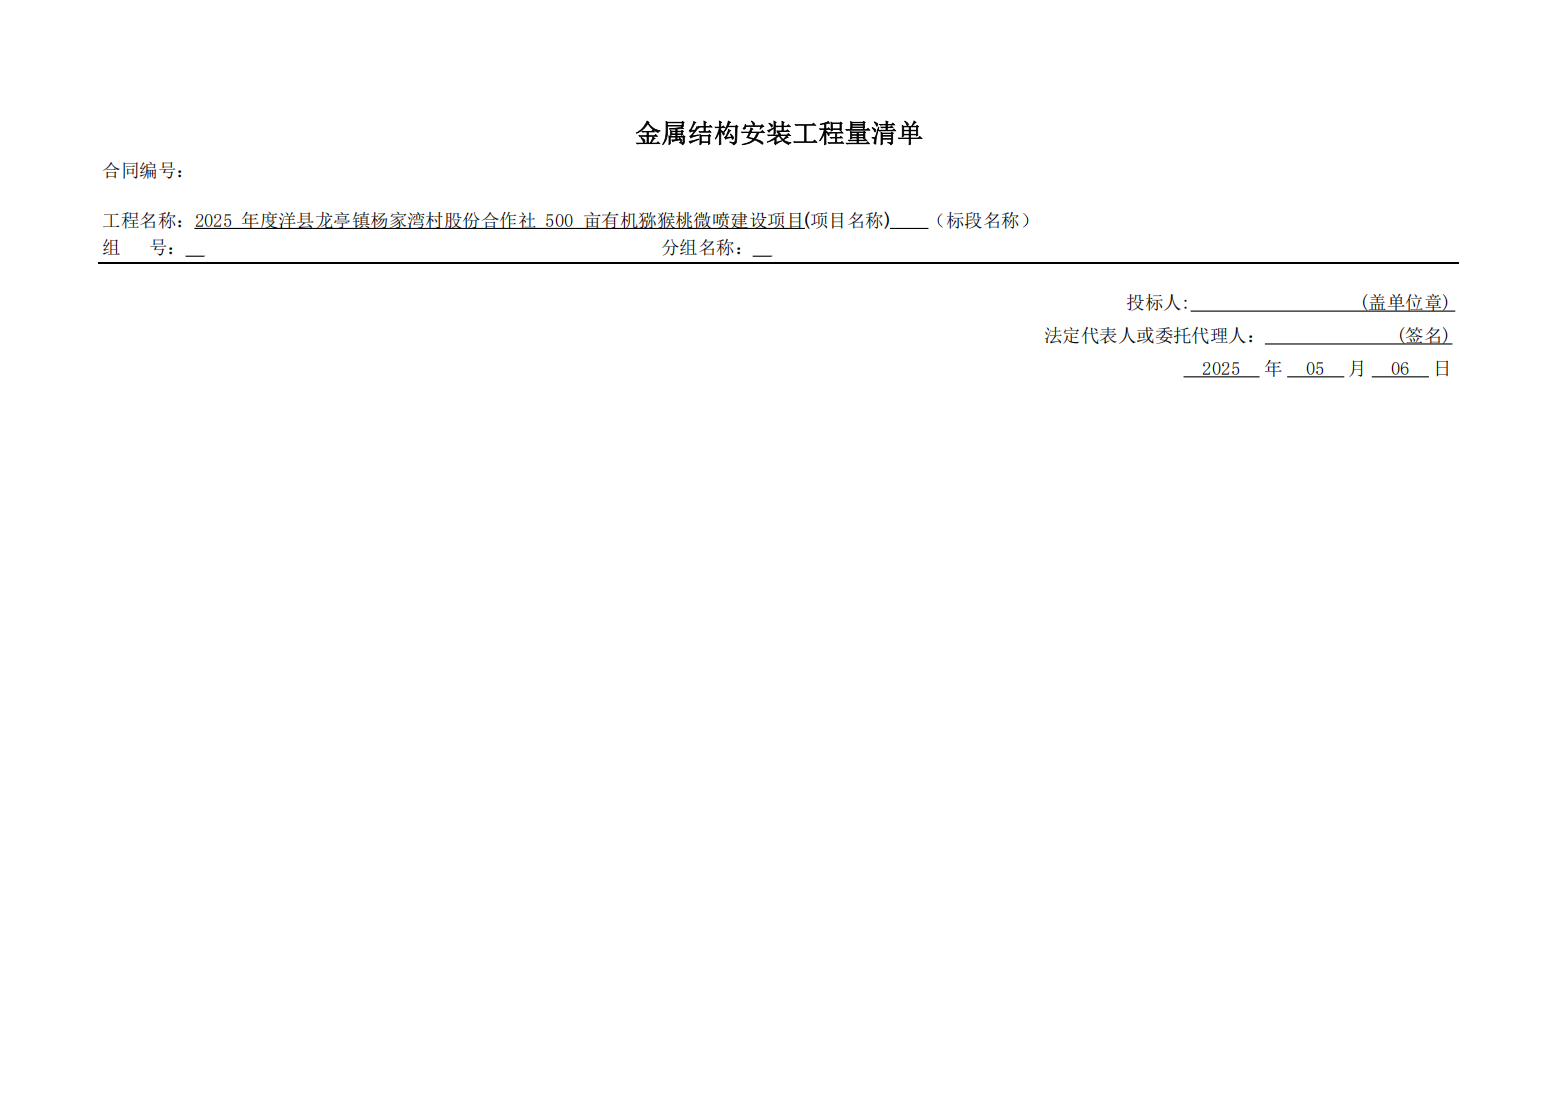 金属结构安装工程量清单
合同编号：
工程名称：2025 年度洋县龙亭镇杨家湾村股份合作社 500 亩有机猕猴桃微喷建设项目(项目名称)____（标段名称）
组 号：__ 分组名称：__
投标人:__________________(盖单位章)
法定代表人或委托代理人：______________(签名)
2025 年 05 月 06 日